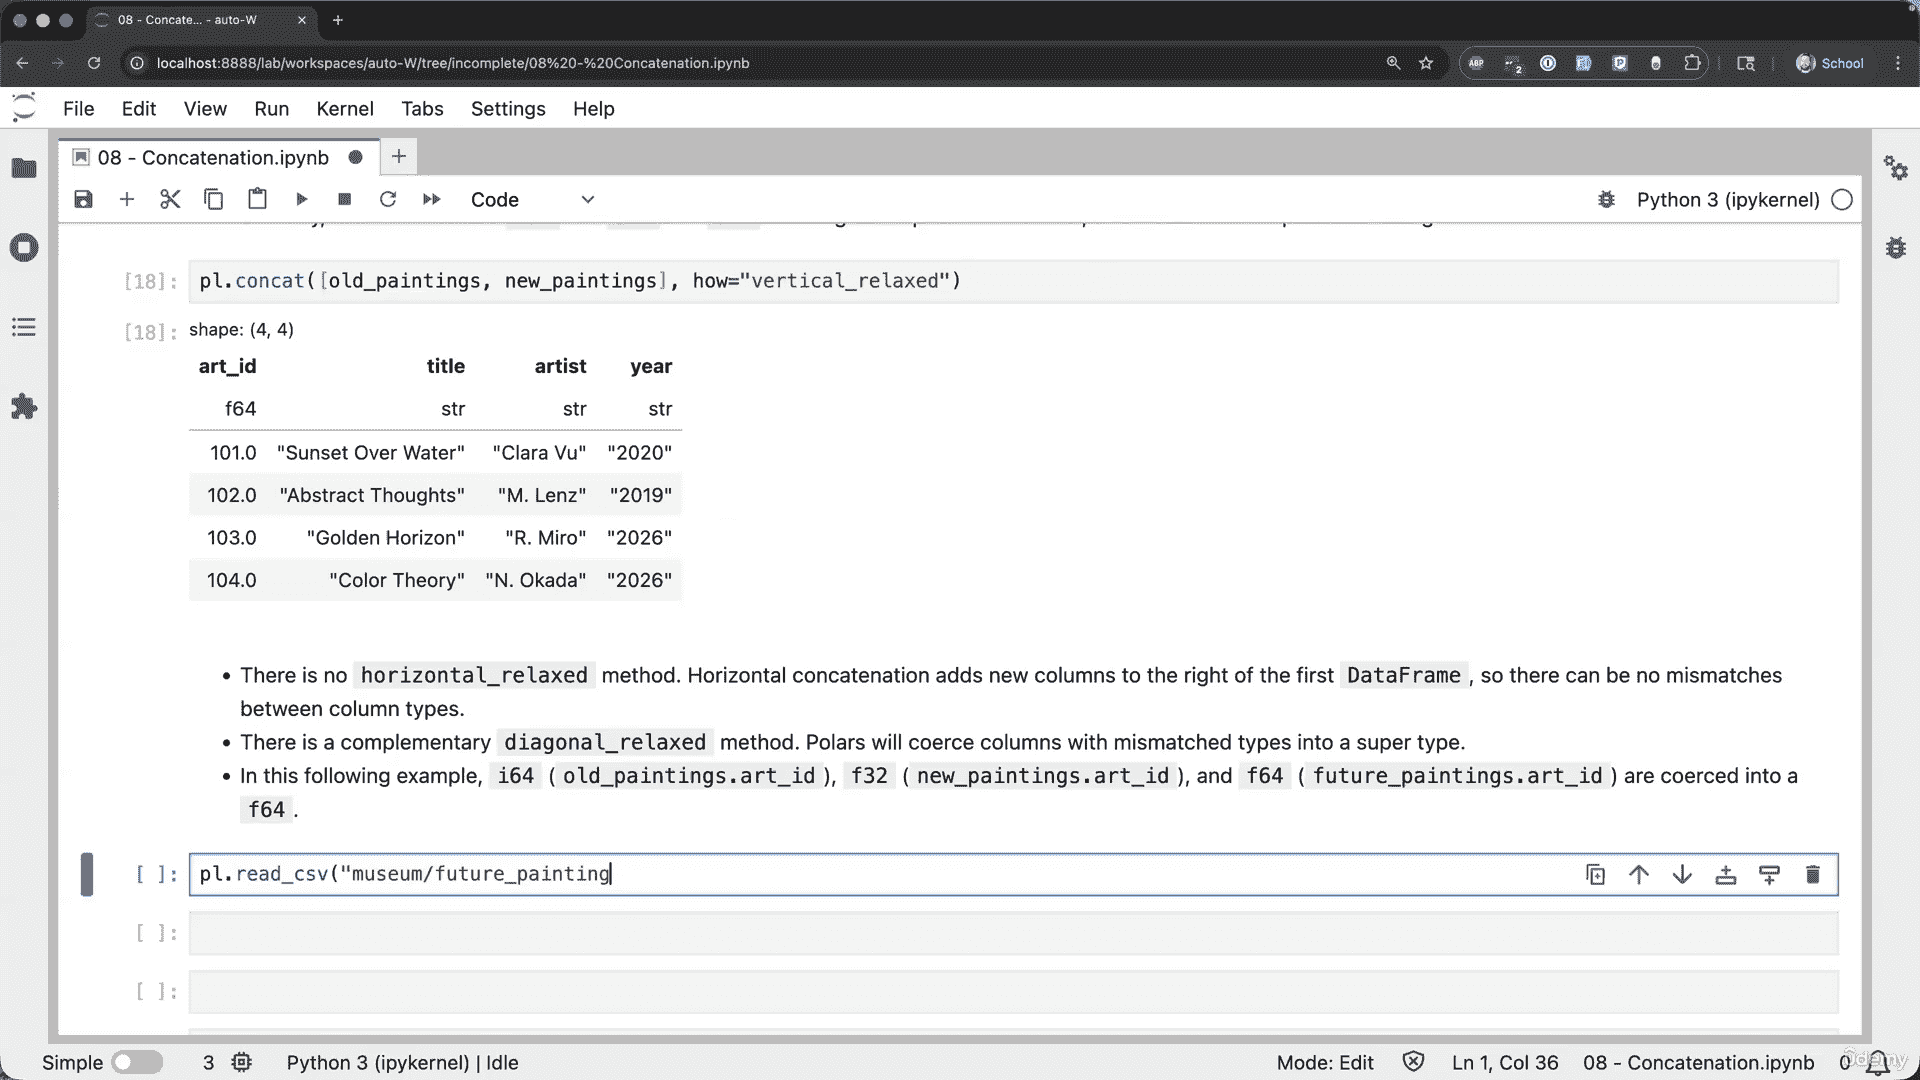 08 - Concate... - auto-W
localhost:8888/lab/workspaces/auto-W/tree/incomplete/08%20-%20Concatenation.ipynb
ABP
2
School
File Edit View Run Kernel Tabs Settings Help
08 - Concatenation.ipynb
Code
Python 3 (ipykernel)
[18]: pl.concat([old_paintings, new_paintings], how="vertical_relaxed")
[18]: shape: (4, 4)
art_id title artist year
f64 str str str
101.0 "Sunset Over Water" "Clara Vu" "2020"
102.0 "Abstract Thoughts" "M. Lenz" "2019"
103.0 "Golden Horizon" "R. Miro" "2026"
104.0 "Color Theory" "N. Okada" "2026"
• There is no horizontal_relaxed method. Horizontal concatenation adds new columns to the right of the first DataFrame, so there can be no mismatches
between column types.
• There is a complementary diagonal_relaxed method. Polars will coerce columns with mismatched types into a super type.
• In this following example, i64 (old_paintings.art_id), f32 (new_paintings.art_id), and f64 (future_paintings.art_id) are coerced into a
f64.
[ ]: pl.read_csv("museum/future_painting
[ ]:
[ ]:
Simple 3 Python 3 (ipykernel) | Idle Mode: Edit Ln 1, Col 36 08 - Concatenation.ipynb 0
udemy